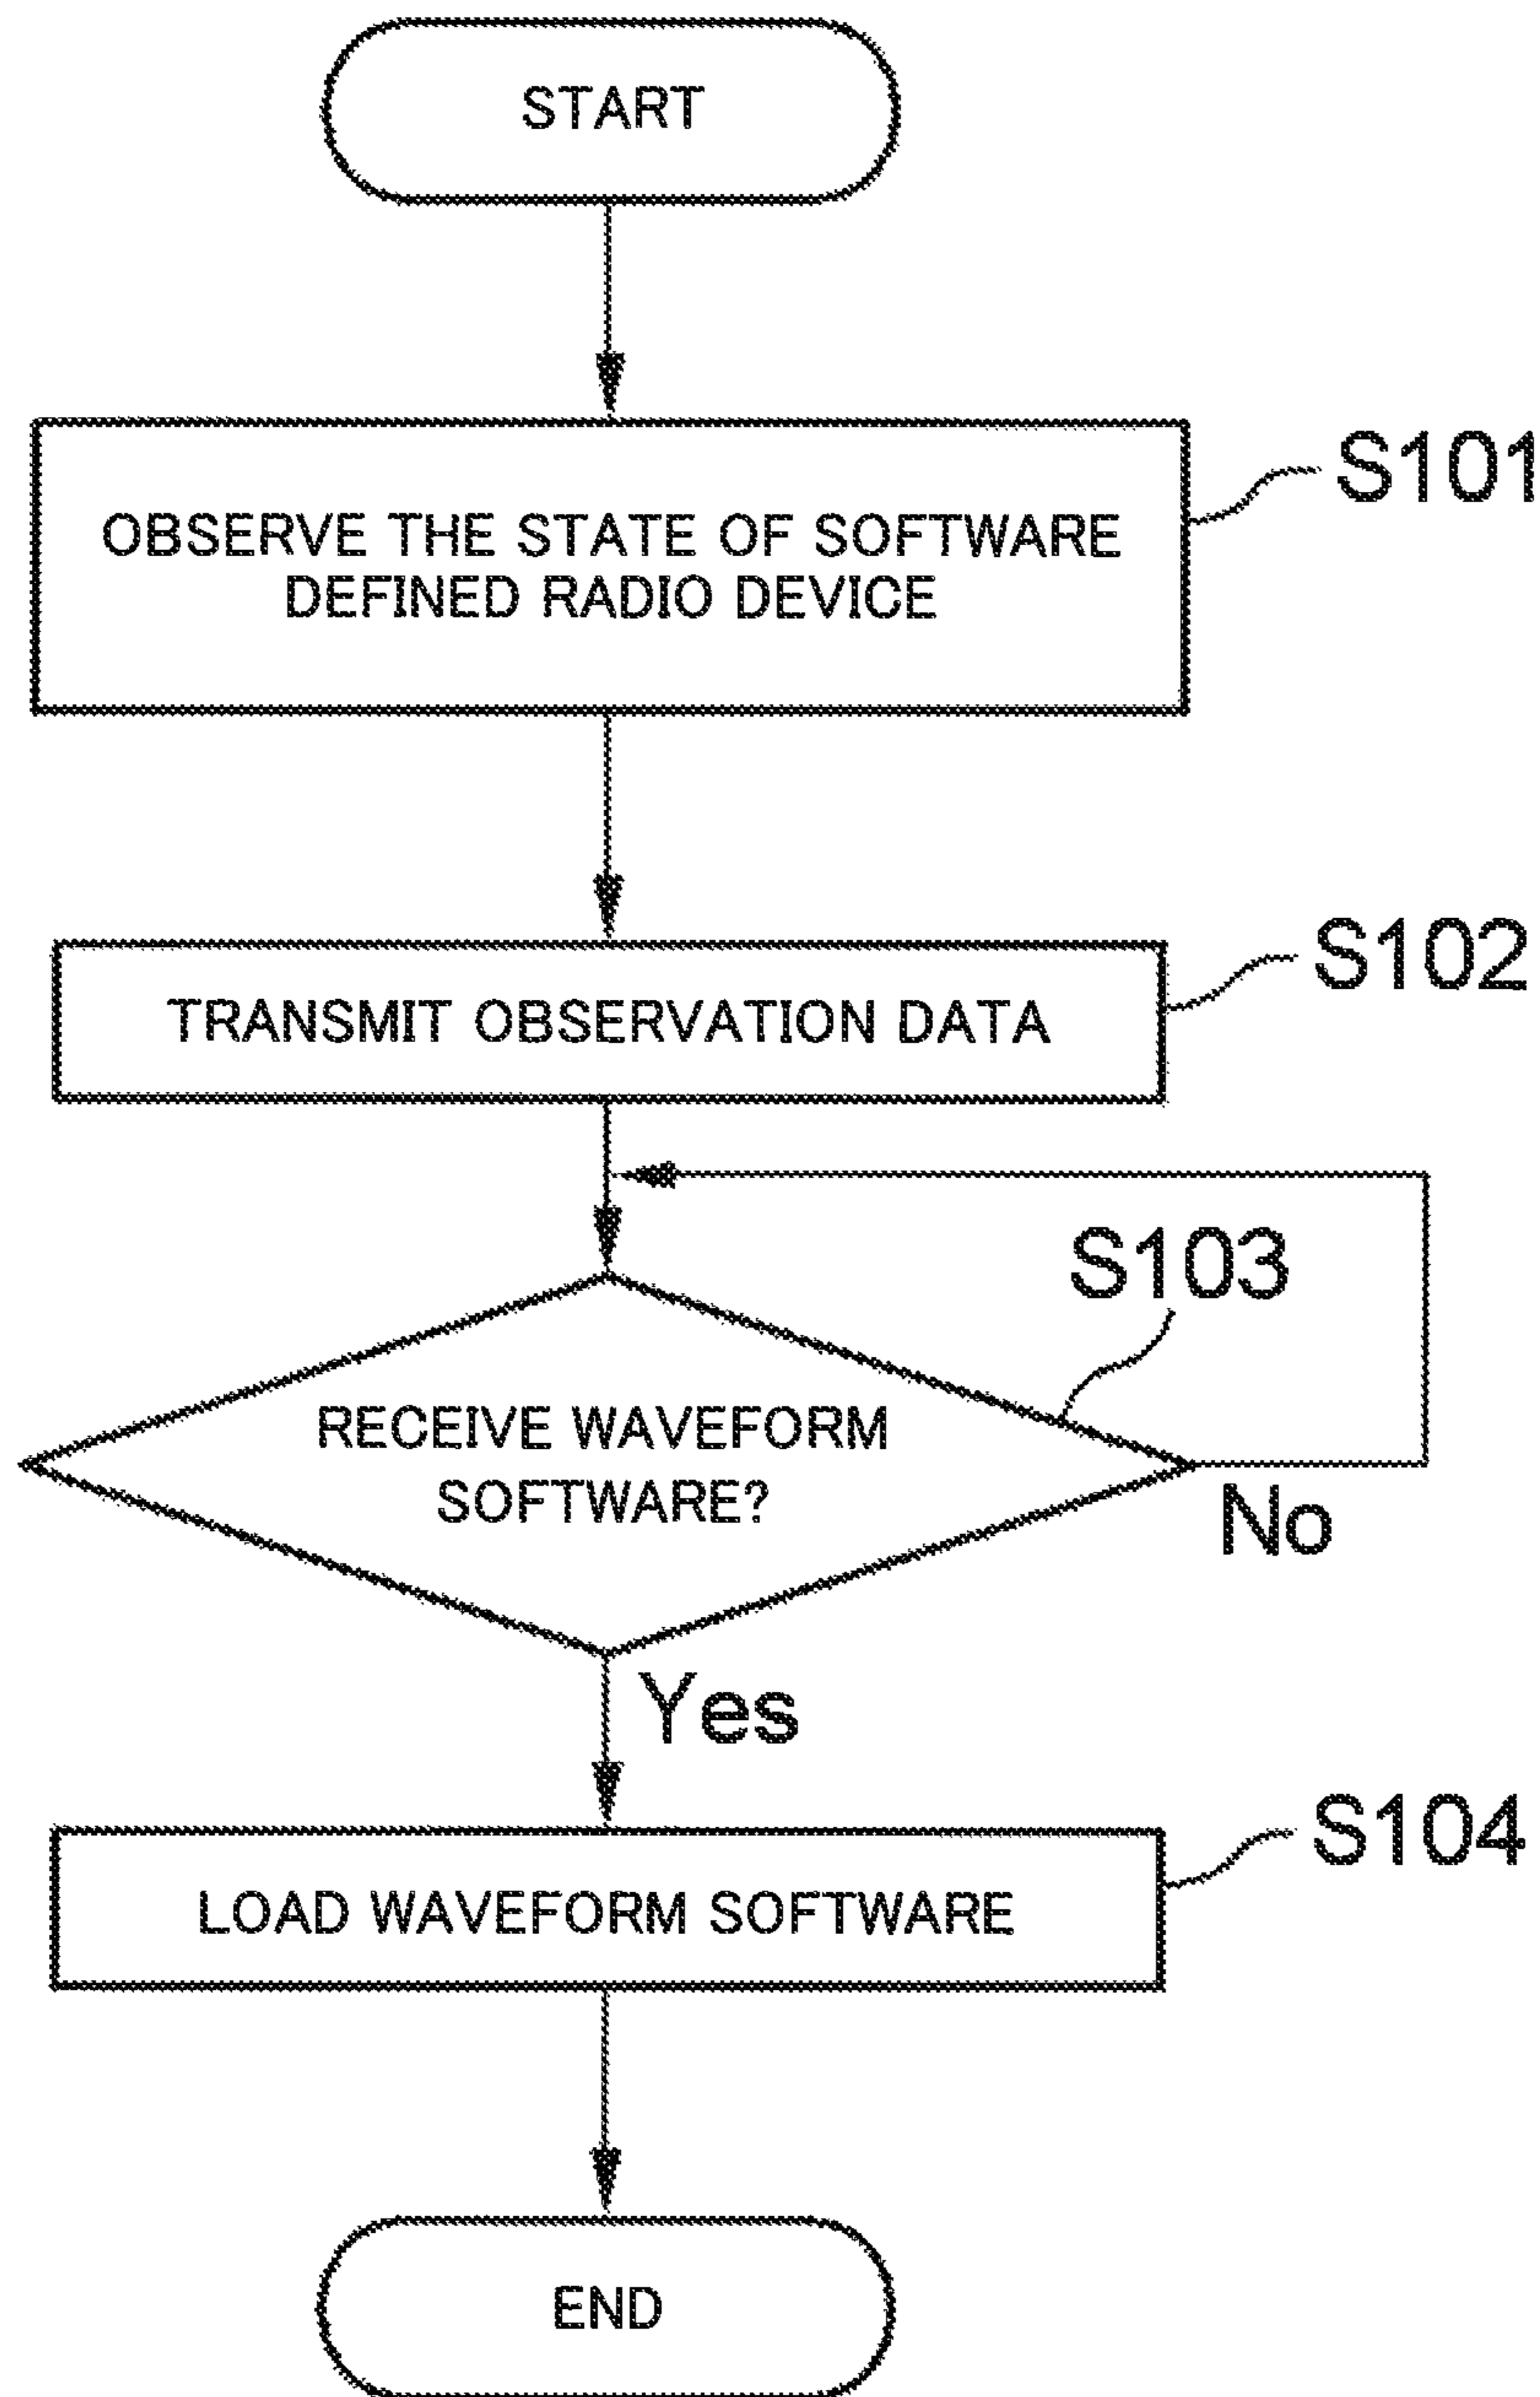 START
OBSERVE THE STATE OF SOFTWARE
DEFINED RADIO DEVICE
S101
TRANSMIT OBSERVATION DATA
S102
S103
RECEIVE WAVEFORM
SOFTWARE?
No
Yes
LOAD WAVEFORM SOFTWARE
S104
END